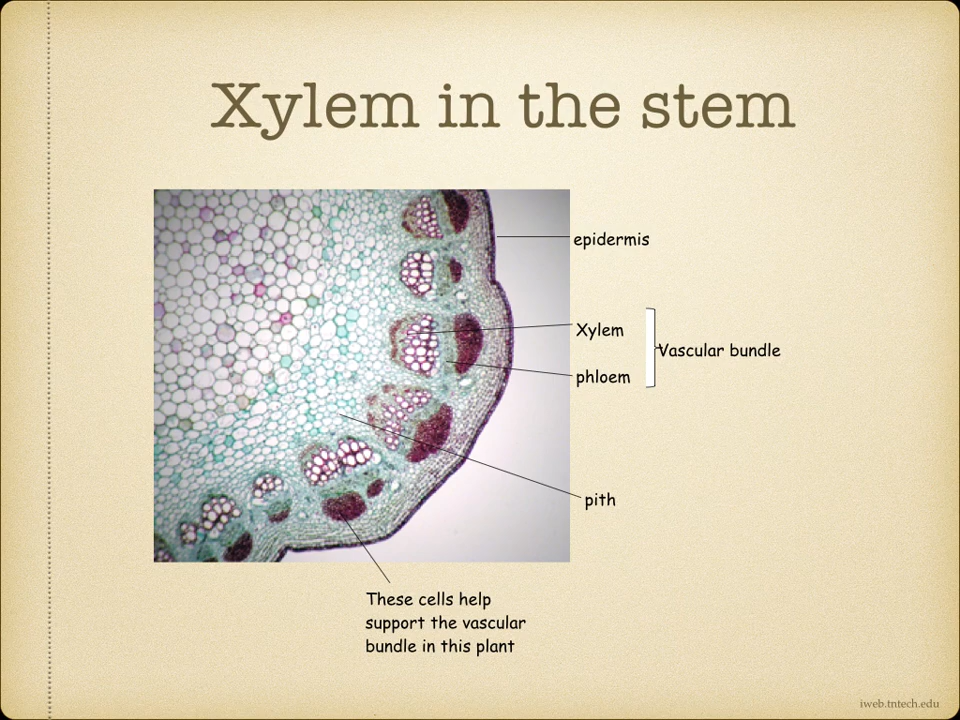 Xylem in the stem
epidermis
Xylem
Vascular bundle
phloem
pith
These cells help
support the vascular
bundle in this plant
iweb.tntech.edu